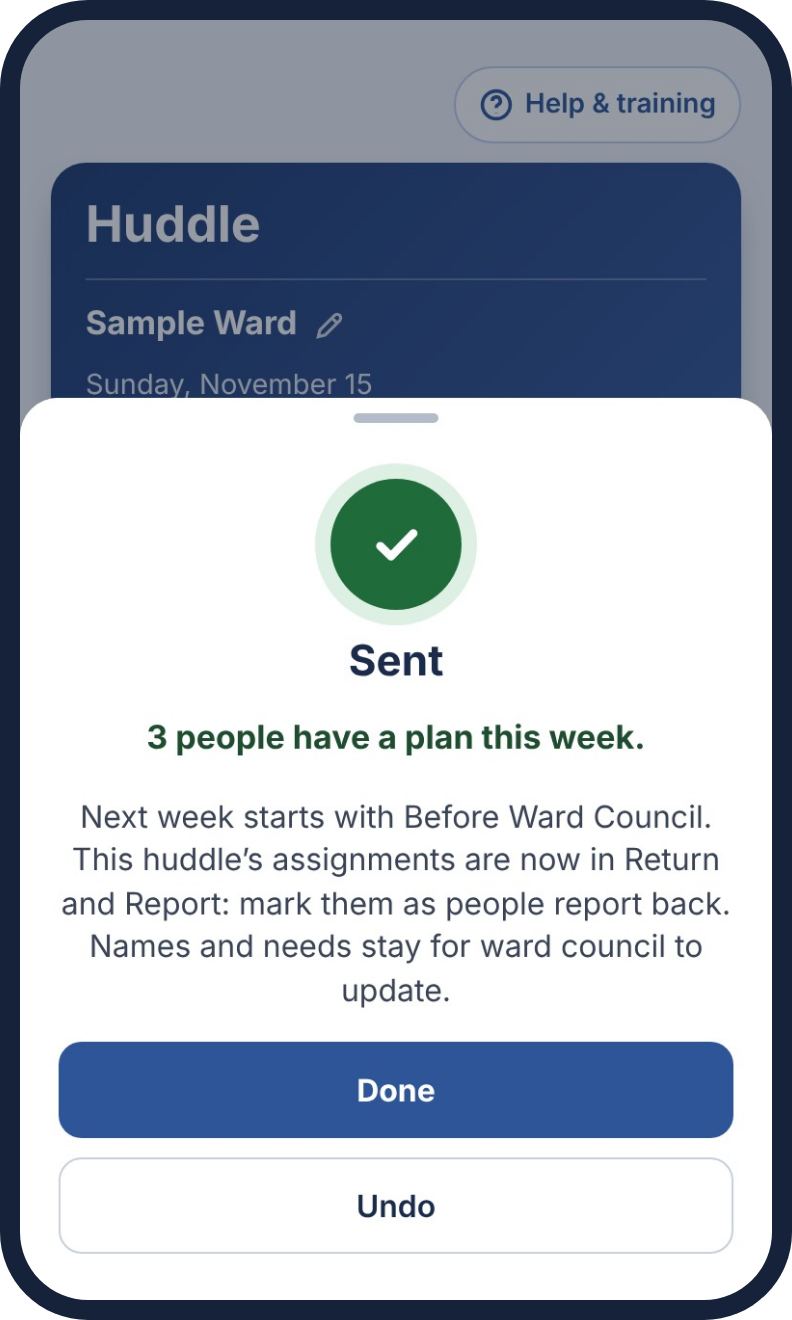 Help & training
Huddle
Sample Ward
Sunday, November 15
Sent
3 people have a plan this week.
Next week starts with Before Ward Council.
This huddle’s assignments are now in Return
and Report: mark them as people report back.
Names and needs stay for ward council to
update.
Done
Undo